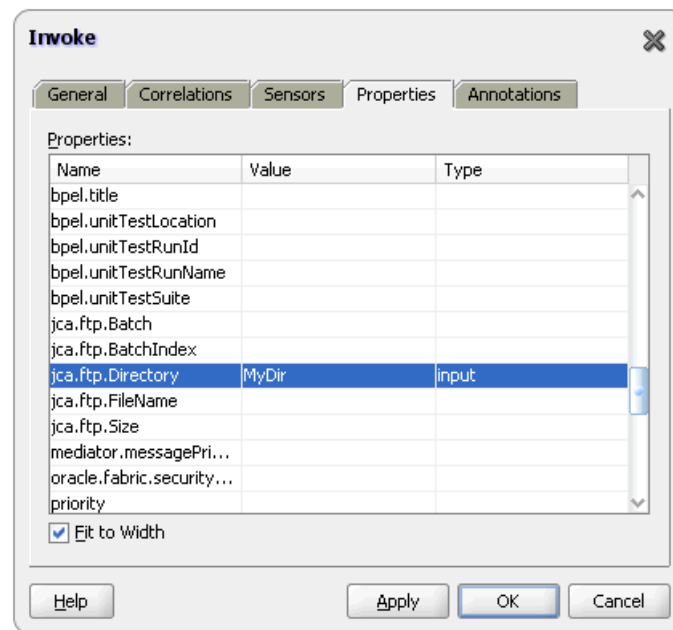 Invoke
General Correlations Sensors Properties Annotations
Properties:
Name Value Type
bpel.title
bpel.unitTestLocation
bpel.unitTestRunId
bpel.unitTestRunName
bpel.unitTestSuite
jca.ftp.Batch
jca.ftp.BatchIndex
jca.ftp.Directory MyDir input
jca.ftp.FileName
jca.ftp.Size
mediator.messagePri...
oracle.fabric.security...
priority
Fit to Width
Help Apply OK Cancel